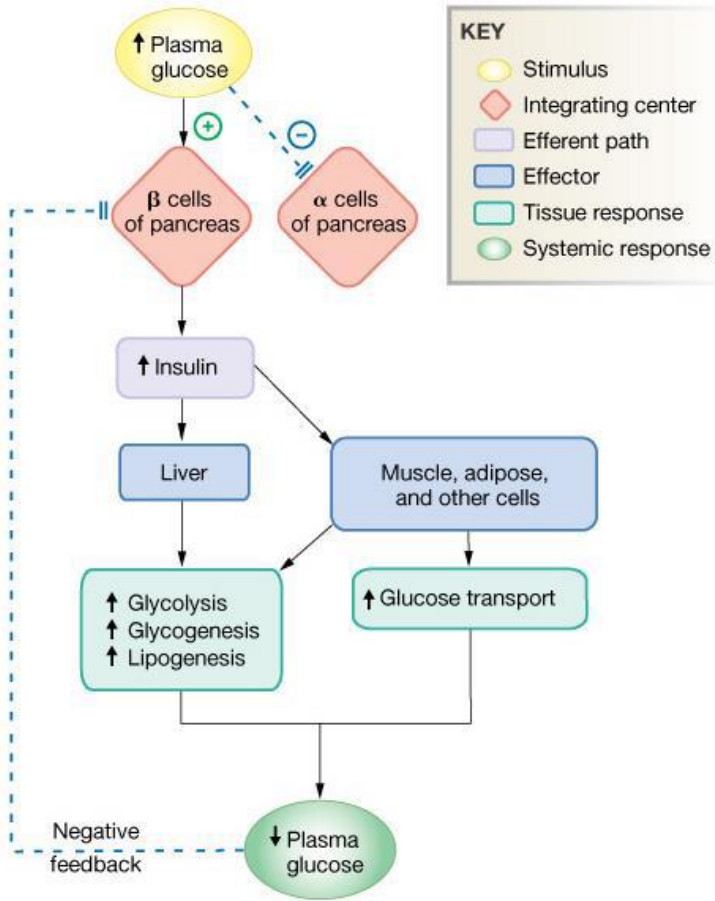 ↑ Plasma
glucose
+
−
β cells
of pancreas
α cells
of pancreas
↑ Insulin
Liver
Muscle, adipose,
and other cells
↑ Glycolysis
↑ Glycogenesis
↑ Lipogenesis
↑ Glucose transport
Negative
feedback
↓ Plasma
glucose
KEY
Stimulus
Integrating center
Efferent path
Effector
Tissue response
Systemic response